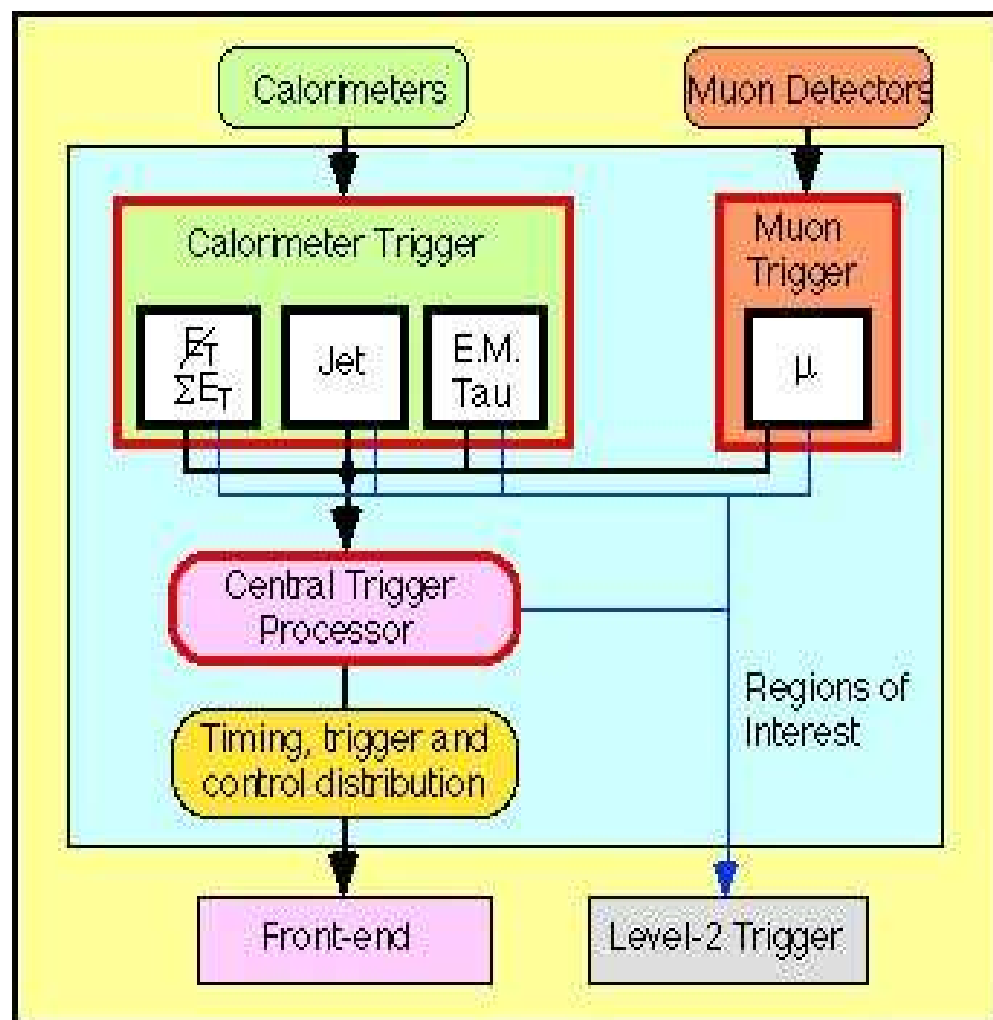 Calorimeters
Muon Detectors
Calorimeter Trigger
Muon
Trigger
E̸T
ΣET
Jet
E.M.
Tau
μ
Central Trigger
Processor
Regions of
Interest
Timing, trigger and
control distribution
Front-end
Level-2 Trigger